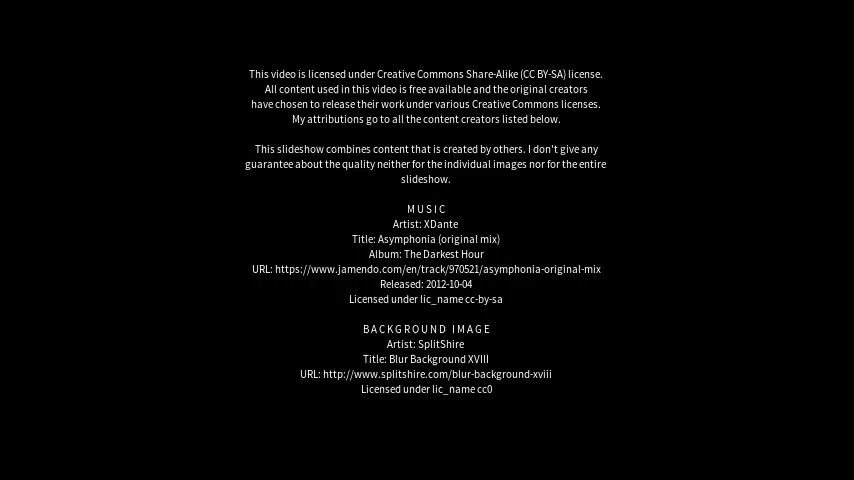 This video is licensed under Creative Commons Share-Alike (CC BY-SA) license.
All content used in this video is free available and the original creators
have chosen to release their work under various Creative Commons licenses.
My attributions go to all the content creators listed below.
This slideshow combines content that is created by others. I don't give any
guarantee about the quality neither for the individual images nor for the entire
slideshow.
MUSIC
Artist: XDante
Title: Asymphonia (original mix)
Album: The Darkest Hour
URL: https://www.jamendo.com/en/track/970521/asymphonia-original-mix
Released: 2012-10-04
Licensed under lic_name cc-by-sa
BACKGROUND IMAGE
Artist: SplitShire
Title: Blur Background XVIII
URL: http://www.splitshire.com/blur-background-xviii
Licensed under lic_name cc0